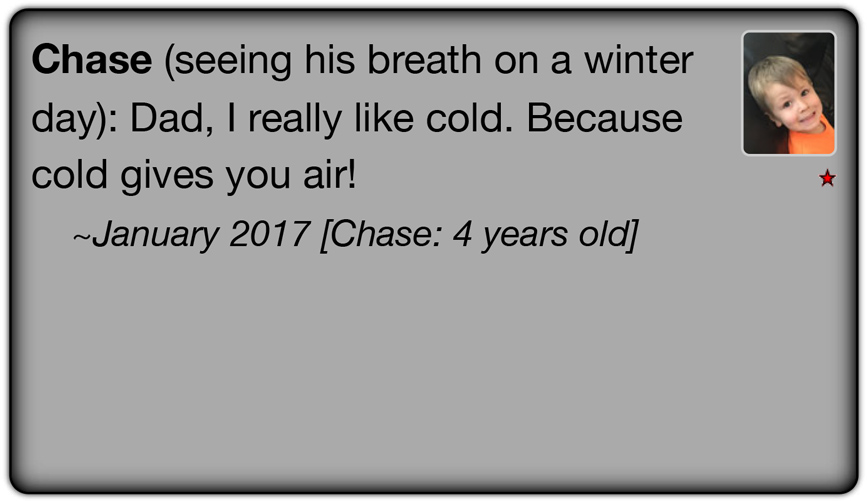 Chase (seeing his breath on a winter
day): Dad, I really like cold. Because
cold gives you air!
~January 2017 [Chase: 4 years old]